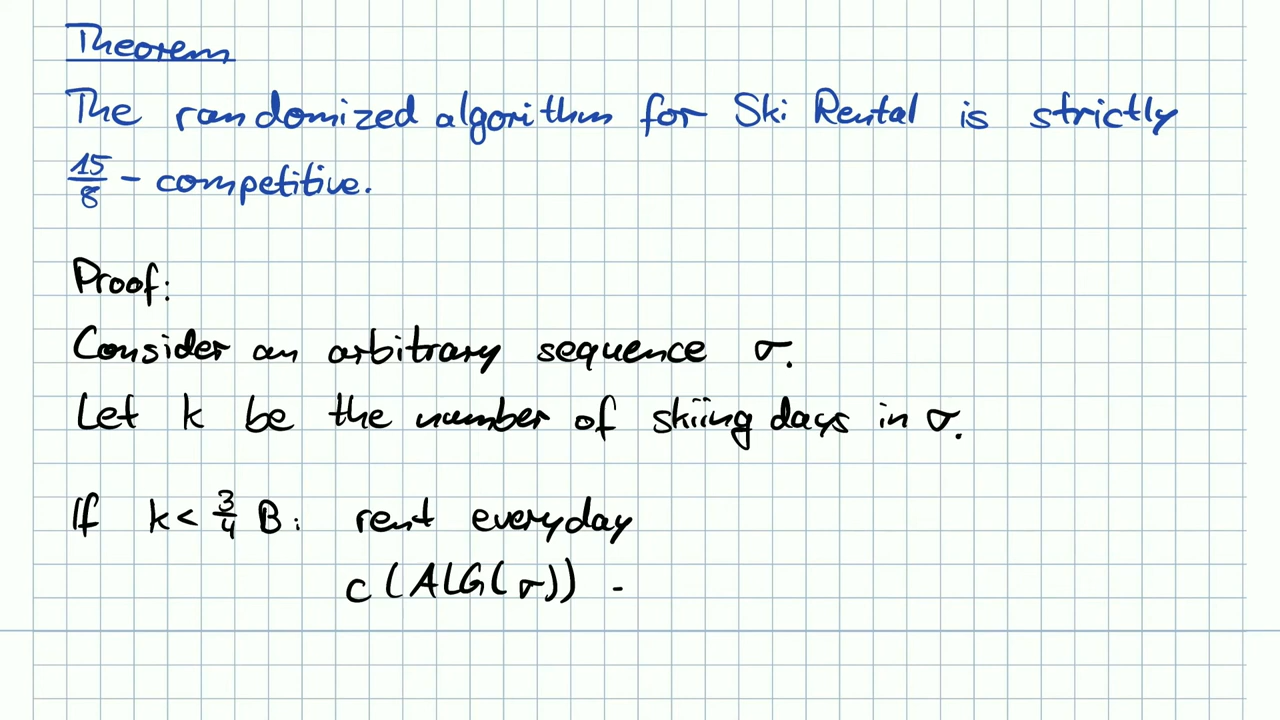 Theorem
The randomized algorithm for Ski Rental is strictly
15/8 - competitive.
Proof:
Consider an arbitrary sequence σ.
Let k be the number of skiing days in σ.
If k < 3/4 B: rent everyday
c(ALG(σ)) -